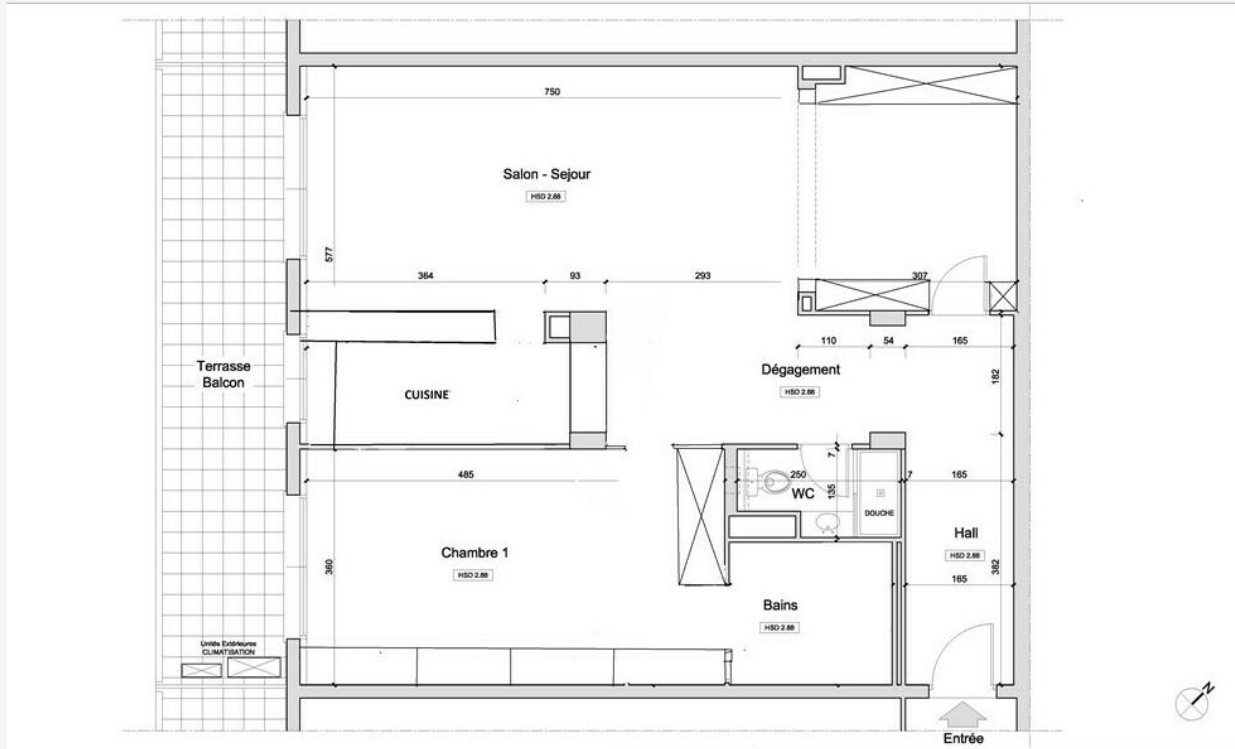 750
Salon - Sejour
HSD 2.88
577
364
93
293
307
110
54
165
Terrasse
Balcon
CUISINE
Dégagement
HSD 2.88
182
485
7
250
WC
135
7
165
DOUCHE
Chambre 1
HSD 2.88
360
Hall
HSD 2.88
382
165
Bains
HSD 2.88
Unités Extérieures
CLIMATISATION
N
Entrée